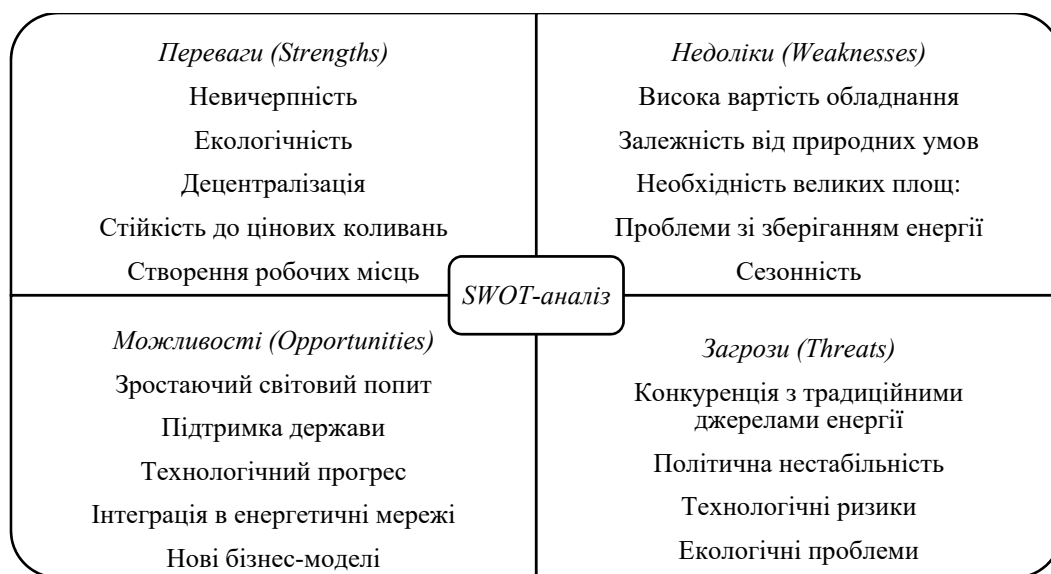 Переваги (Strengths)
Невичерпність
Екологічність
Децентралізація
Стійкість до цінових коливань
Створення робочих місць
Недоліки (Weaknesses)
Висока вартість обладнання
Залежність від природних умов
Необхідність великих площ:
Проблеми зі зберіганням енергії
Сезонність
SWOT-аналіз
Можливості (Opportunities)
Зростаючий світовий попит
Підтримка держави
Технологічний прогрес
Інтеграція в енергетичні мережі
Нові бізнес-моделі
Загрози (Threats)
Конкуренція з традиційними
джерелами енергії
Політична нестабільність
Технологічні ризики
Екологічні проблеми